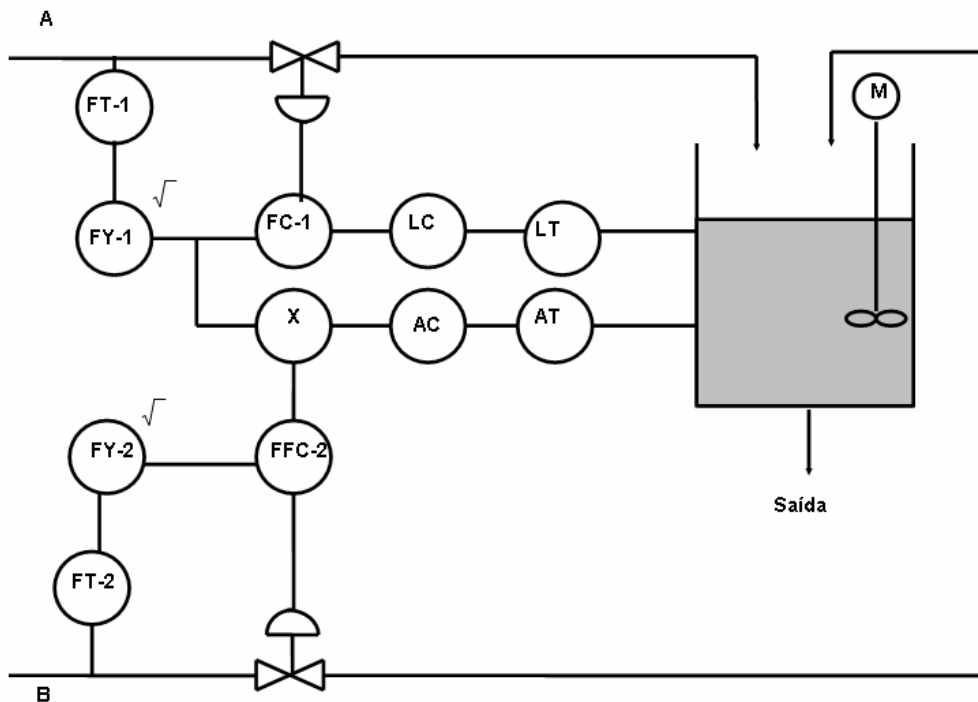 A
M
FT-1
√
FY-1
FC-1
LC
LT
X
AC
AT
√
FY-2
FFC-2
Saída
FT-2
B